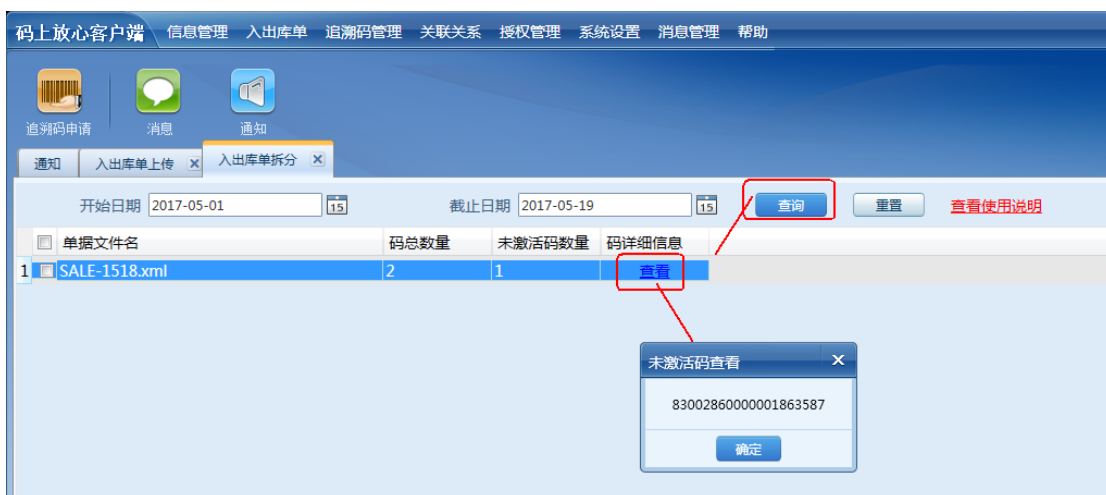 码上放心客户端 信息管理 入出库单 追溯码管理 关联关系 授权管理 系统设置 消息管理 帮助
追溯码申请 消息 通知
通知 入出库单上传 x 入出库单拆分 x
开始日期 2017-05-01 15 截止日期 2017-05-19 15 查询 重置 查看使用说明
单据文件名 码总数量 未激活码数量 码详细信息
1 SALE-1518.xml 2 1 查看
未激活码查看 x
83002860000001863587
确定